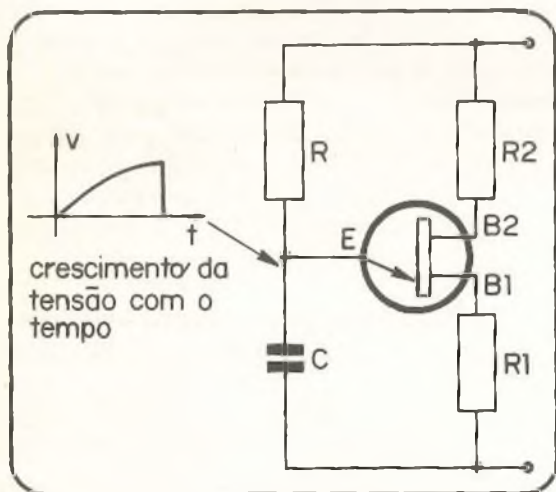 V
t
crescimento da
tensão com o
tempo
R
C
E
R2
B2
B1
R1